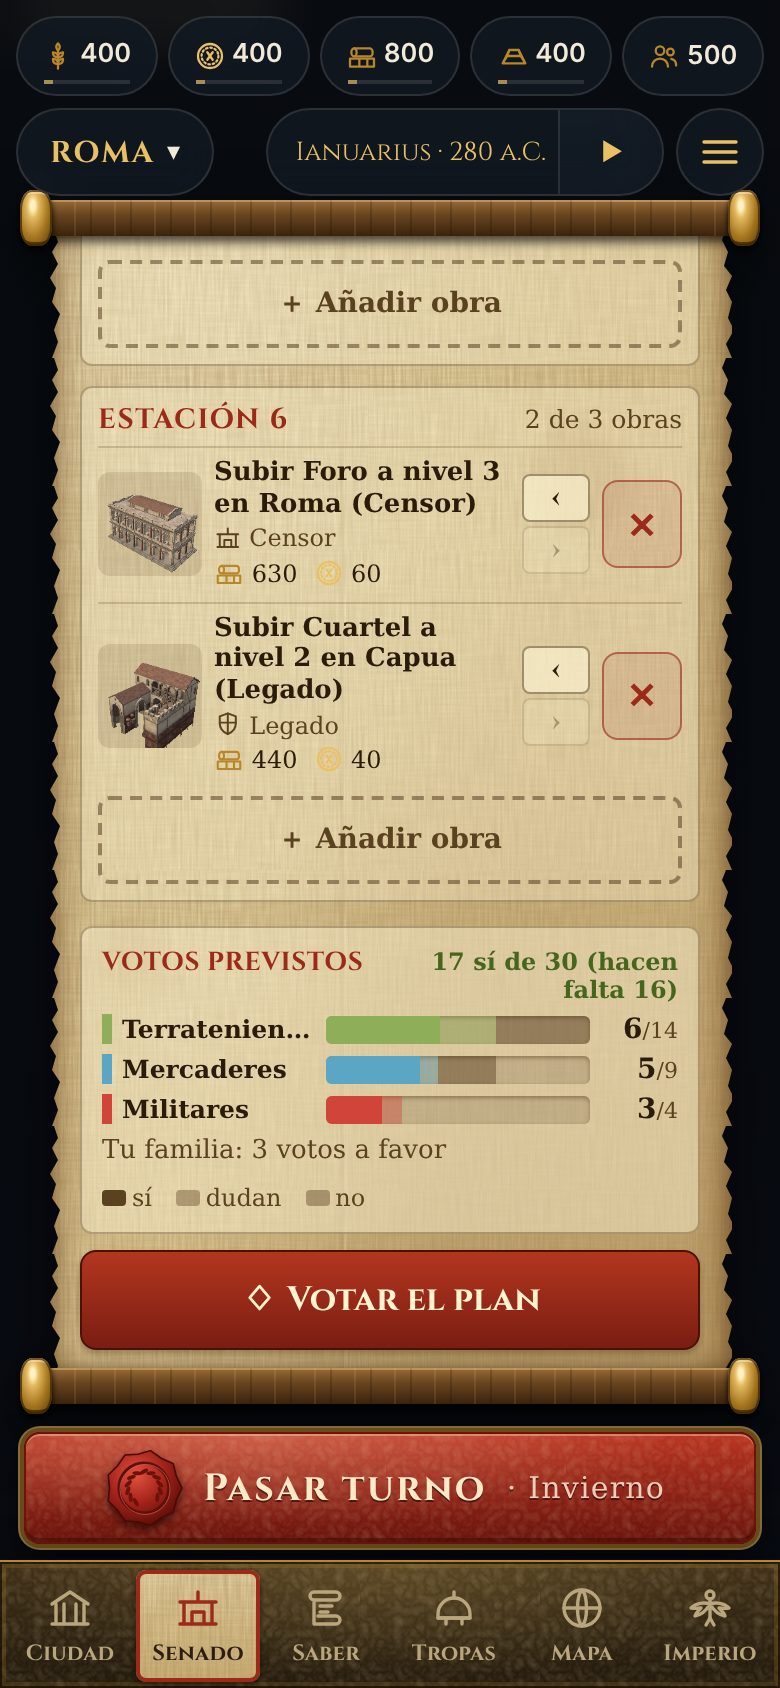 400 400 800 400 500
ROMA ▼ IANUARIUS · 280 A.C.
+ Añadir obra
ESTACIÓN 6 2 de 3 obras
Subir Foro a nivel 3
en Roma (Censor)
Censor
630 60
Subir Cuartel a
nivel 2 en Capua
(Legado)
Legado
440 40
+ Añadir obra
VOTOS PREVISTOS 17 sí de 30 (hacen
falta 16)
Terratenien... 6/14
Mercaderes 5/9
Militares 3/4
Tu familia: 3 votos a favor
sí dudan no
VOTAR EL PLAN
PASAR TURNO · Invierno
CIUDAD SENADO SABER TROPAS MAPA IMPERIO